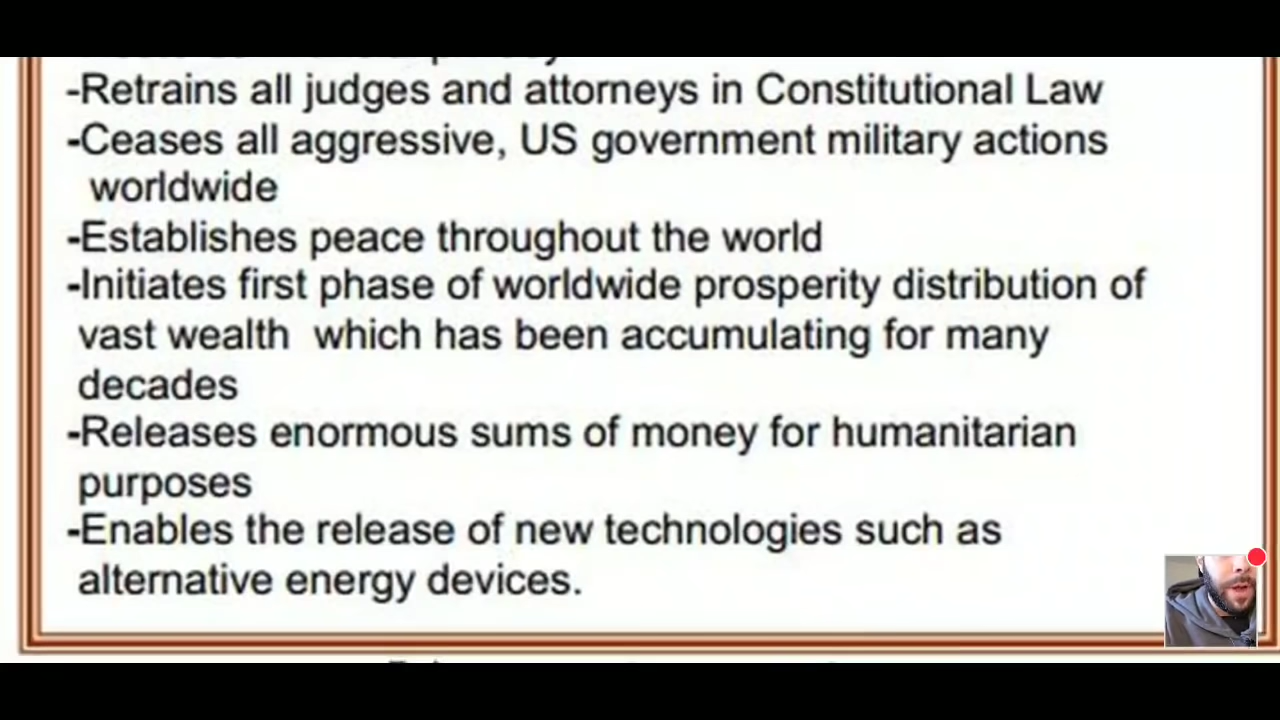 -Retrains all judges and attorneys in Constitutional Law
-Ceases all aggressive, US government military actions
worldwide
-Establishes peace throughout the world
-Initiates first phase of worldwide prosperity distribution of
vast wealth which has been accumulating for many
decades
-Releases enormous sums of money for humanitarian
purposes
-Enables the release of new technologies such as
alternative energy devices.